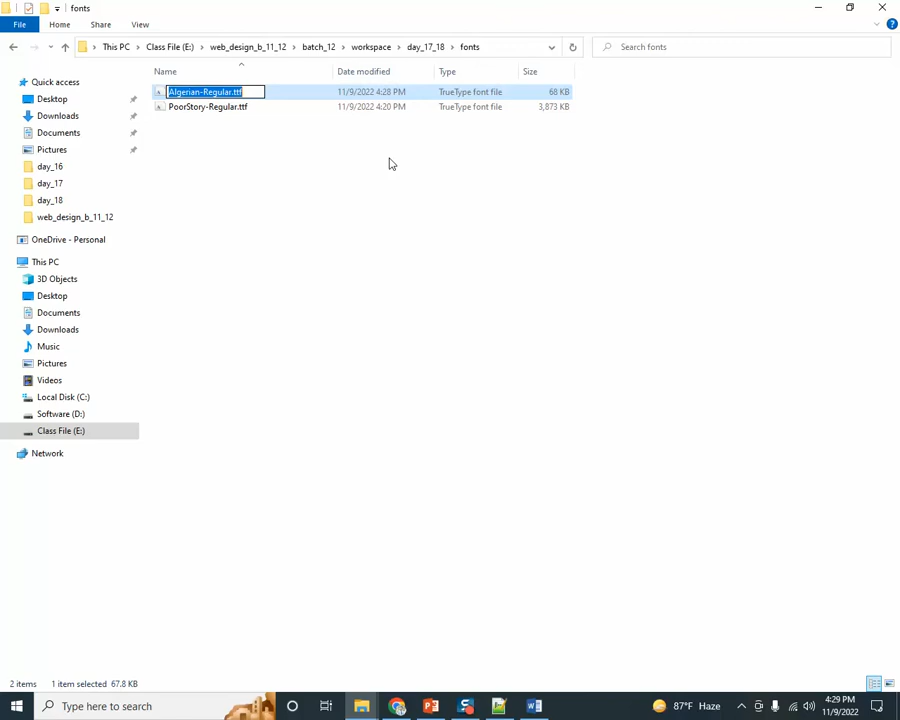 fonts
File Home Share View
This PC Class File (E:) web_design_b_11_12 batch_12 workspace day_17_18 fonts
Search fonts
Name Date modified Type Size
Algerian-Regular.ttf 11/9/2022 4:28 PM TrueType font file 68 KB
PoorStory-Regular.ttf 11/9/2022 4:20 PM TrueType font file 3,873 KB
Quick access
Desktop
Downloads
Documents
Pictures
day_16
day_17
day_18
web_design_b_11_12
OneDrive - Personal
This PC
3D Objects
Desktop
Documents
Downloads
Music
Pictures
Videos
Local Disk (C:)
Software (D:)
Class File (E:)
Network
2 items 1 item selected 67.8 KB
Type here to search
87°F Haze
4:29 PM
11/9/2022